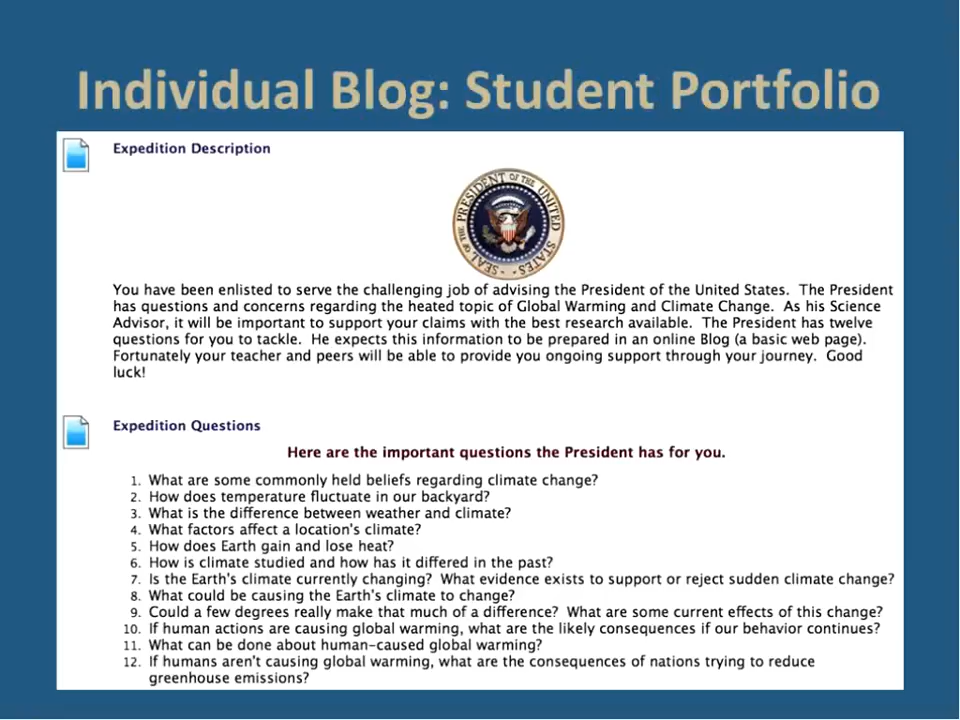 Individual Blog: Student Portfolio
Expedition Description
SEAL OF THE PRESIDENT OF THE UNITED STATES
You have been enlisted to serve the challenging job of advising the President of the United States.  The President
has questions and concerns regarding the heated topic of Global Warming and Climate Change.  As his Science
Advisor, it will be important to support your claims with the best research available.  The President has twelve
questions for you to tackle.  He expects this information to be prepared in an online Blog (a basic web page).
Fortunately your teacher and peers will be able to provide you ongoing support through your journey.  Good
luck!
Expedition Questions
Here are the important questions the President has for you.
1. What are some commonly held beliefs regarding climate change?
2. How does temperature fluctuate in our backyard?
3. What is the difference between weather and climate?
4. What factors affect a location's climate?
5. How does Earth gain and lose heat?
6. How is climate studied and how has it differed in the past?
7. Is the Earth's climate currently changing?  What evidence exists to support or reject sudden climate change?
8. What could be causing the Earth's climate to change?
9. Could a few degrees really make that much of a difference?  What are some current effects of this change?
10. If human actions are causing global warming, what are the likely consequences if our behavior continues?
11. What can be done about human-caused global warming?
12. If humans aren't causing global warming, what are the consequences of nations trying to reduce
greenhouse emissions?